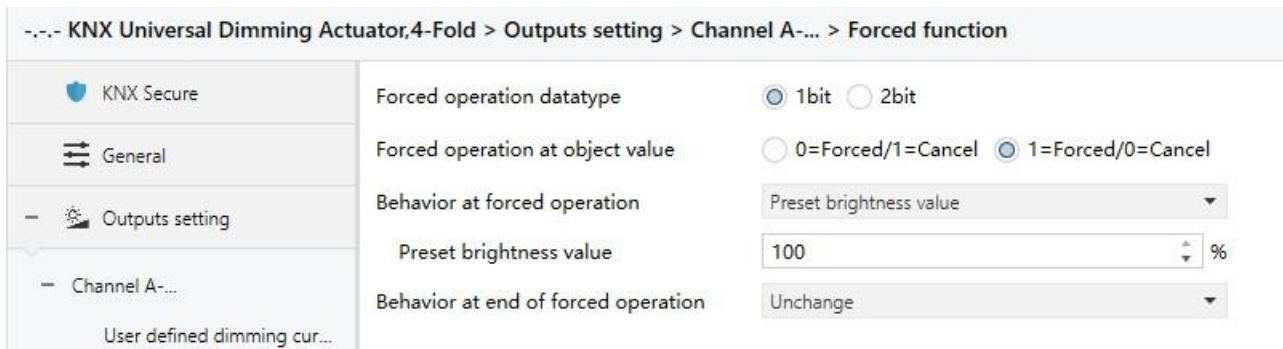 -.-.- KNX Universal Dimming Actuator,4-Fold > Outputs setting > Channel A-... > Forced function
KNX Secure
General
Outputs setting
Channel A-...
User defined dimming cur...
Forced operation datatype 1bit 2bit
Forced operation at object value 0=Forced/1=Cancel 1=Forced/0=Cancel
Behavior at forced operation Preset brightness value
Preset brightness value 100 %
Behavior at end of forced operation Unchange